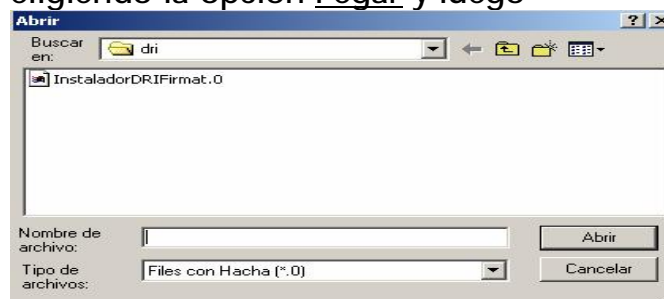 eligiendo la opción Pegar y luego
Abrir
Buscar en:
dri
InstaladorDRIFirmat.0
Nombre de archivo:
Abrir
Tipo de archivos:
Files con Hacha (*.0)
Cancelar